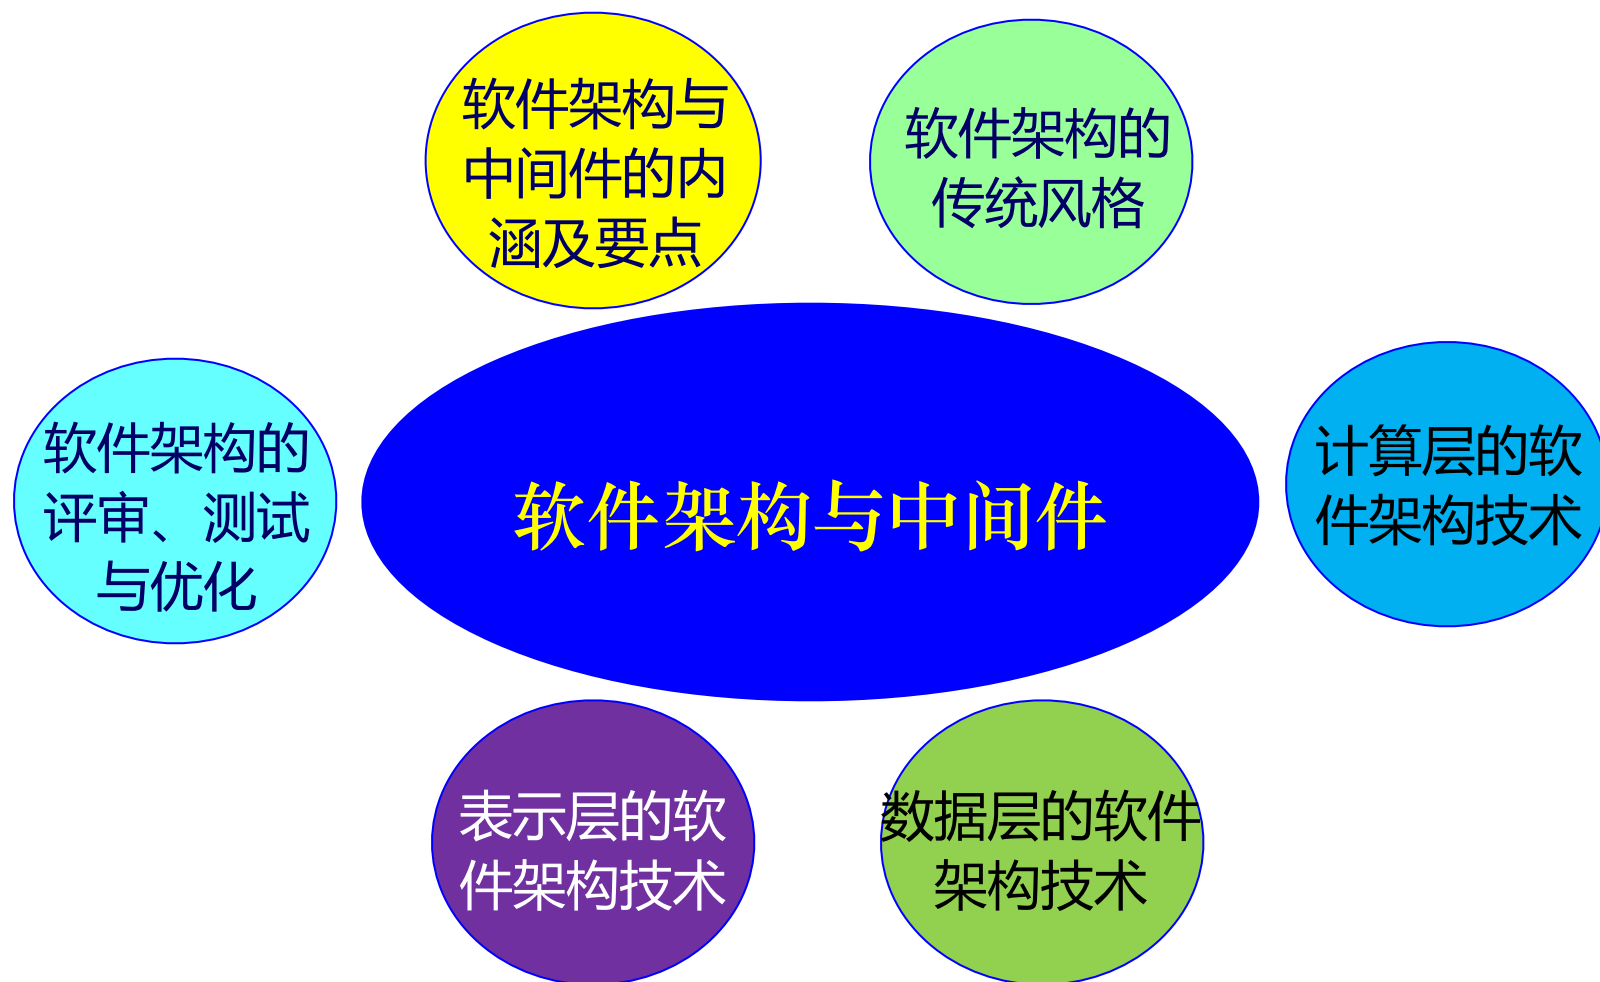 软件架构与
中间件的内
涵及要点
软件架构的
传统风格
软件架构的
评审、测试
与优化
软件架构与中间件
计算层的软
件架构技术
表示层的软
件架构技术
数据层的软件
架构技术